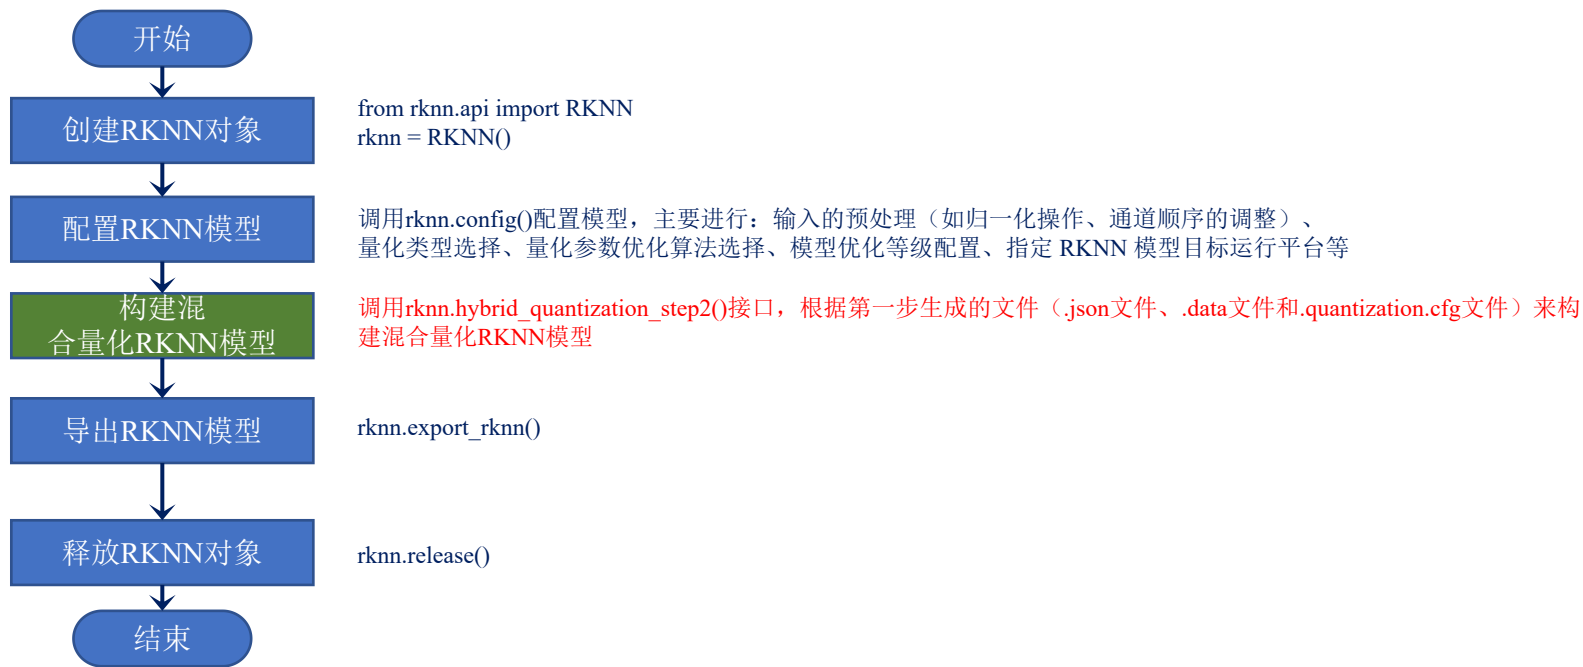 开始
创建RKNN对象
from rknn.api import RKNN
rknn = RKNN()
配置RKNN模型
调用rknn.config()配置模型，主要进行：输入的预处理（如归一化操作、通道顺序的调整）、
量化类型选择、量化参数优化算法选择、模型优化等级配置、指定 RKNN 模型目标运行平台等
构建混
合量化RKNN模型
调用rknn.hybrid_quantization_step2()接口，根据第一步生成的文件（.json文件、.data文件和.quantization.cfg文件）来构
建混合量化RKNN模型
导出RKNN模型
rknn.export_rknn()
释放RKNN对象
rknn.release()
结束